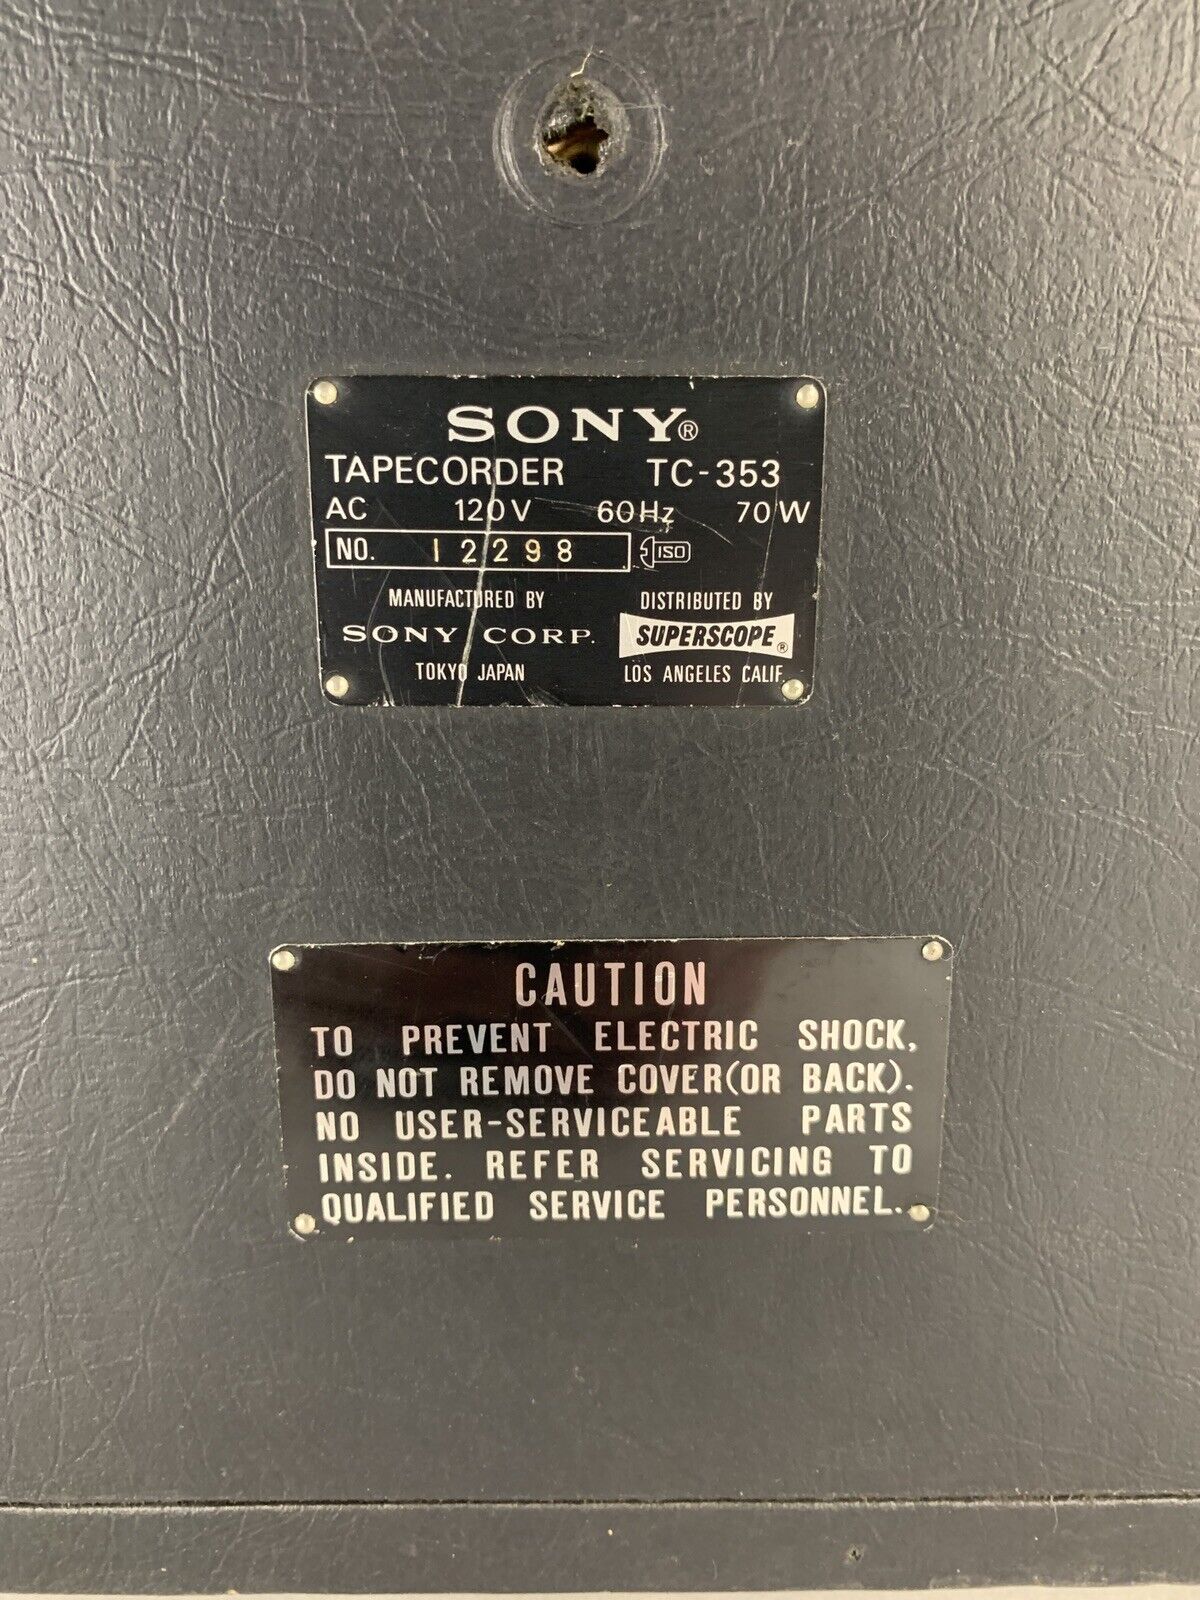 SONY®
TAPECORDER TC-353
AC 120V 60Hz 70W
NO. 12298 ISO
MANUFACTURED BY DISTRIBUTED BY
SONY CORP. SUPERSCOPE®
TOKYO JAPAN LOS ANGELES CALIF.
CAUTION
TO PREVENT ELECTRIC SHOCK,
DO NOT REMOVE COVER(OR BACK).
NO USER-SERVICEABLE PARTS
INSIDE. REFER SERVICING TO
QUALIFIED SERVICE PERSONNEL.